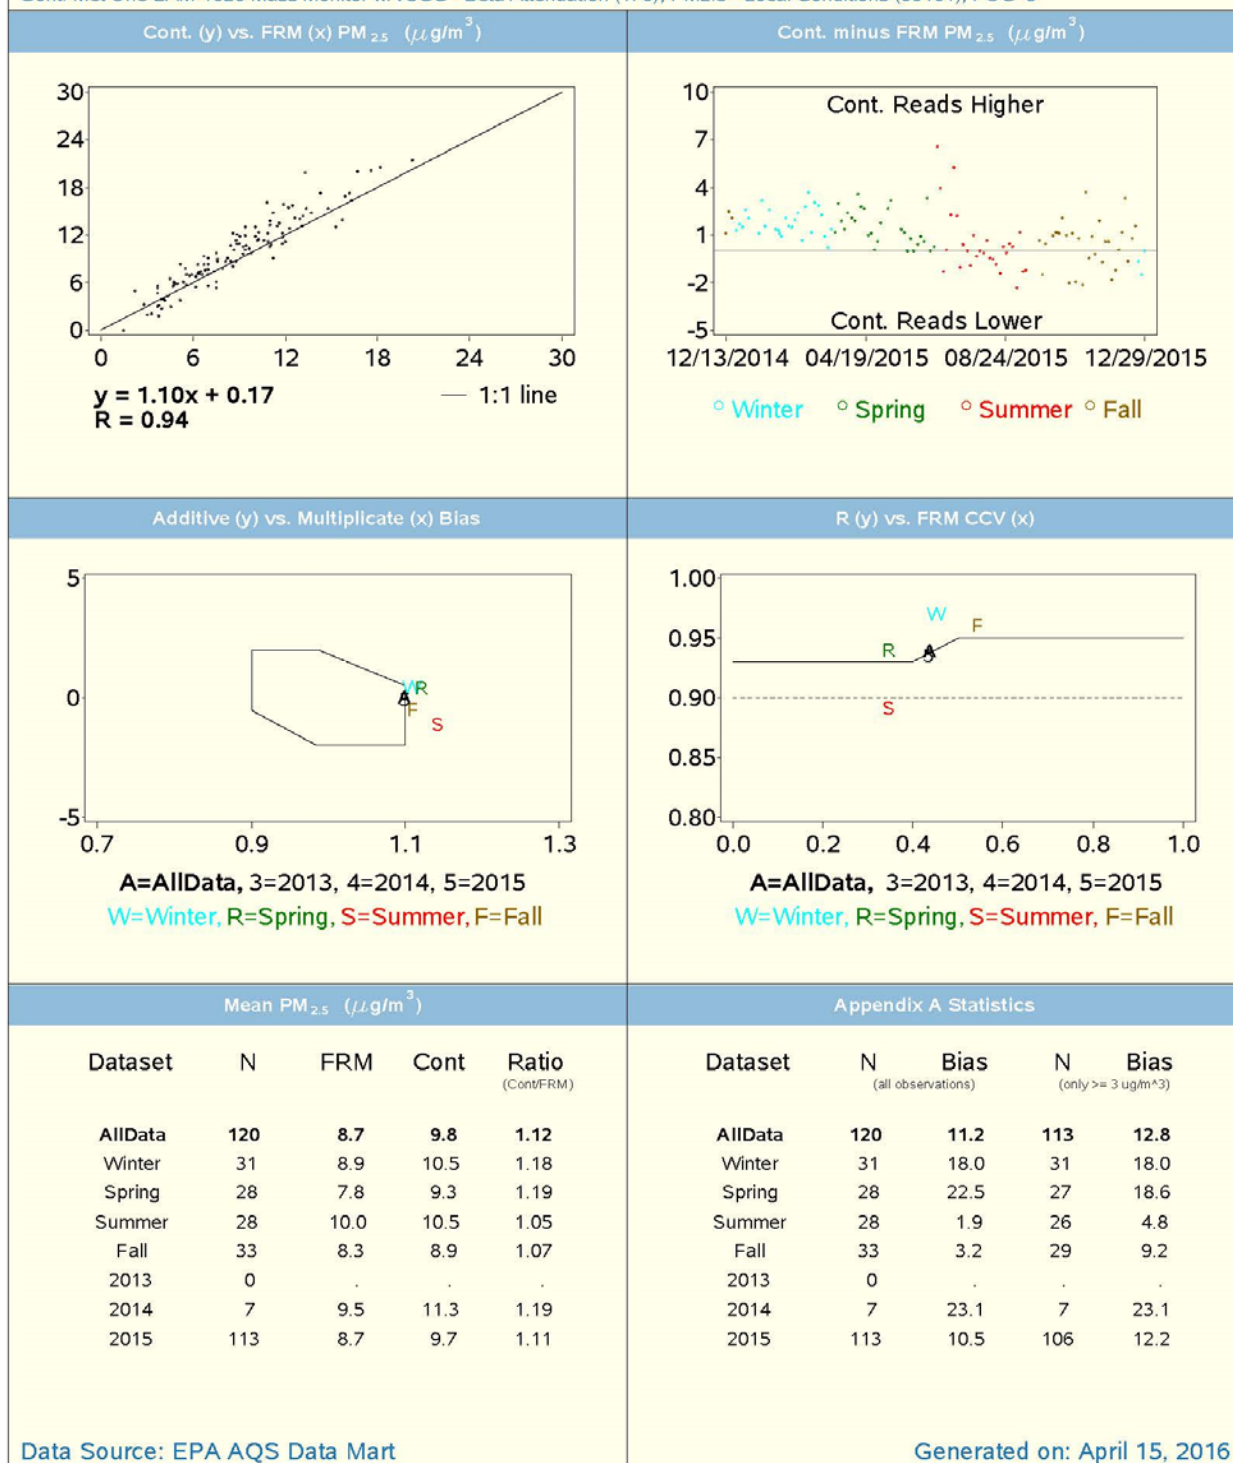 Cont. (y) vs. FRM (x) PM 2.5 (μg/m³)
Cont. minus FRM PM 2.5 (μg/m³)
30
24
18
12
6
0
0 6 12 18 24 30
y = 1.10x + 0.17
R = 0.94
1:1 line
10
7
4
1
-2
-5
Cont. Reads Higher
Cont. Reads Lower
12/13/2014 04/19/2015 08/24/2015 12/29/2015
Winter Spring Summer Fall
Additive (y) vs. Multiplicate (x) Bias
R (y) vs. FRM CCV (x)
5
0
-5
W R
A
F
S
0.7 0.9 1.1 1.3
A=AllData, 3=2013, 4=2014, 5=2015
W=Winter, R=Spring, S=Summer, F=Fall
1.00
0.95
0.90
0.85
0.80
W
F
R
A
S
0.0 0.2 0.4 0.6 0.8 1.0
A=AllData, 3=2013, 4=2014, 5=2015
W=Winter, R=Spring, S=Summer, F=Fall
Mean PM 2.5 (μg/m³)
Dataset N FRM Cont Ratio
(Cont/FRM)
AllData 120 8.7 9.8 1.12
Winter 31 8.9 10.5 1.18
Spring 28 7.8 9.3 1.19
Summer 28 10.0 10.5 1.05
Fall 33 8.3 8.9 1.07
2013 0 . . .
2014 7 9.5 11.3 1.19
2015 113 8.7 9.7 1.11
Appendix A Statistics
Dataset N Bias N Bias
(all observations) (only >= 3 ug/m^3)
AllData 120 11.2 113 12.8
Winter 31 18.0 31 18.0
Spring 28 22.5 27 18.6
Summer 28 1.9 26 4.8
Fall 33 3.2 29 9.2
2013 0 . . .
2014 7 23.1 7 23.1
2015 113 10.5 106 12.2
Data Source: EPA AQS Data Mart
Generated on: April 15, 2016